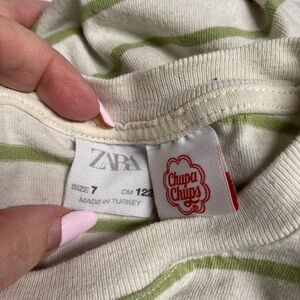 ZARA
SIZE 7 CM 122
MADE IN TURKEY
Chupa
Chups